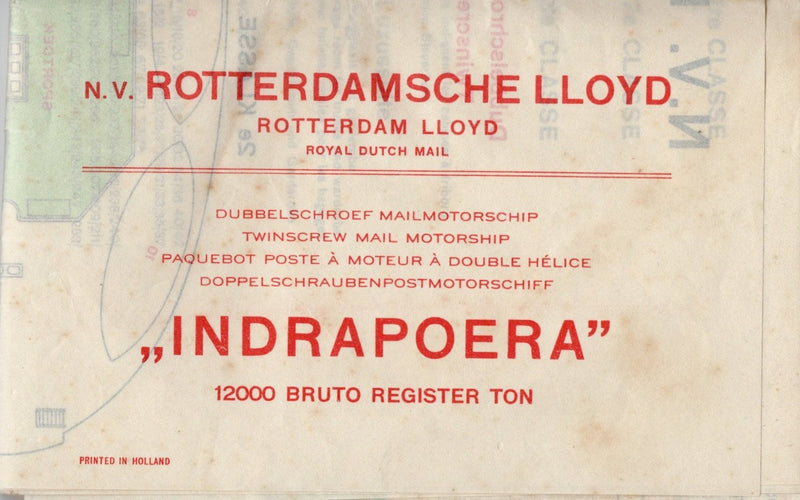 N.V. ROTTERDAMSCHE LLOYD
ROTTERDAM LLOYD
ROYAL DUTCH MAIL
DUBBELSCHROEF MAILMOTORSCHIP
TWINSCREW MAIL MOTORSHIP
PAQUEBOT POSTE À MOTEUR À DOUBLE HÉLICE
DOPPELSCHRAUBENPOSTMOTORSCHIFF
„INDRAPOERA”
12000 BRUTO REGISTER TON
PRINTED IN HOLLAND